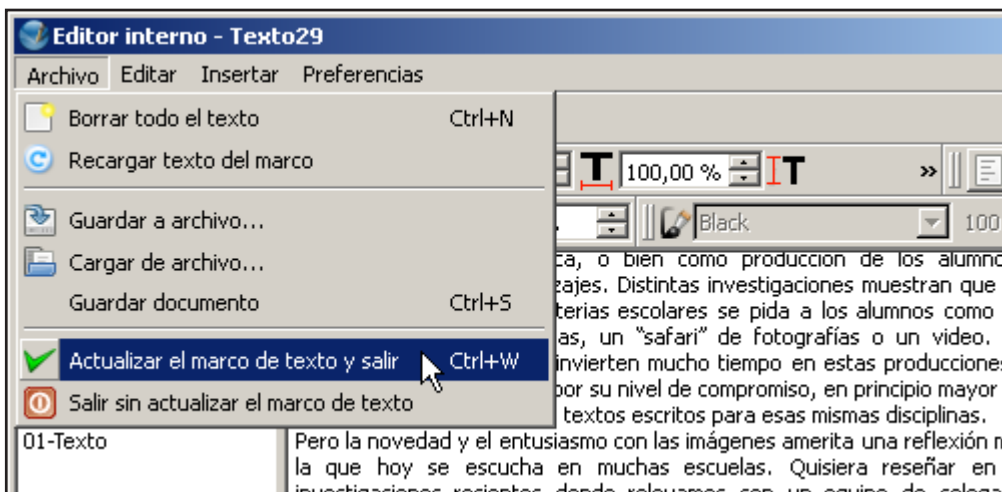 Editor interno - Texto29
Archivo Editar Insertar Preferencias
Borrar todo el texto Ctrl+N
Recargar texto del marco
100,00 % T
Guardar a archivo...
Black 100
Cargar de archivo...
ca, o bien como producción de los
zajes. Distintas investigaciones muestran que
Guardar documento Ctrl+S
escolares se pida a los alumnos como
as, un “safari” de fotografías o un video.
Actualizar el marco de texto y salir Ctrl+W
invierten mucho tiempo en estas
por su nivel de compromiso, en principio mayor
Salir sin actualizar el marco de texto
textos escritos para esas mismas disciplinas.
01-Texto
Pero la novedad y el entusiasmo con las imágenes amerita una reflexión
la que hoy se escucha en muchas escuelas. Quisiera reseñar en